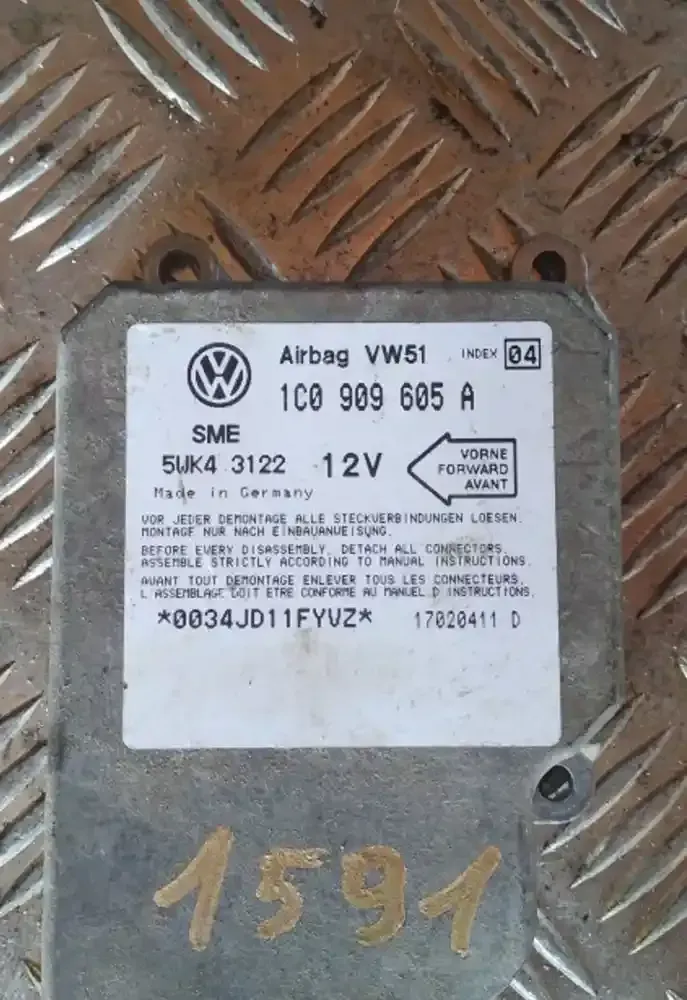 Airbag VW51 INDEX 04
1C0 909 605 A
SME
5WK4 3122 12V
VORNE
FORWARD
AVANT
Made in Germany
VOR JEDER DEMONTAGE ALLE STECKVERBINDUNGEN LOESEN.
MONTAGE NUR NACH EINBAUANWEISUNG.
BEFORE EVERY DISASSEMBLY, DETACH ALL CONNECTORS.
ASSEMBLE STRICTLY ACCORDING TO MANUAL INSTRUCTIONS.
AVANT TOUT DEMONTAGE ENLEVER TOUS LES CONNECTEURS.
L ASSEMBLAGE DOIT ETRE CONFORME AU MANUEL D INSTRUCTIONS.
*0034JD11FYVZ* 17020411 D
1591